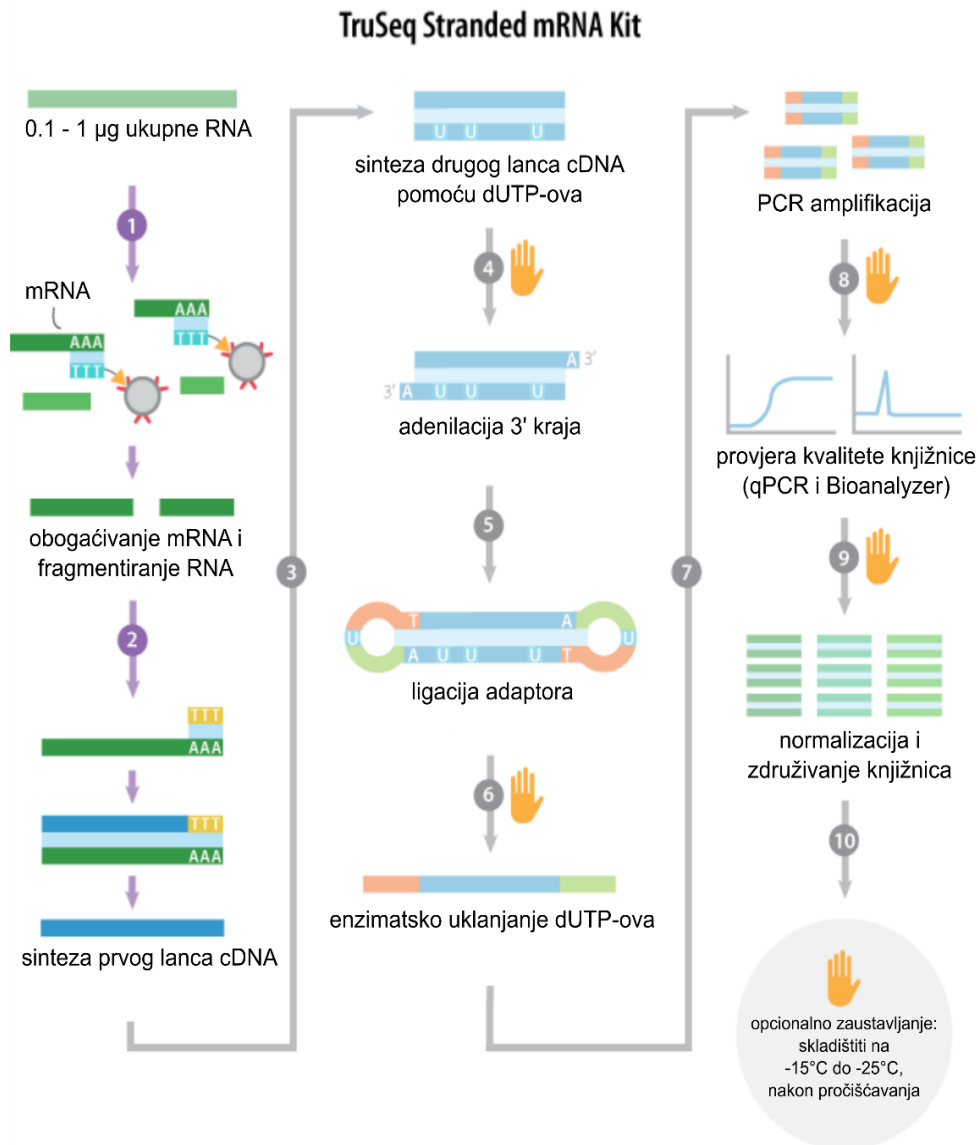 TruSeq Stranded mRNA Kit
0.1 - 1 µg ukupne RNA
1
mRNA
AAA
TTT
AAA
TTT
obogaćivanje mRNA i
fragmentiranje RNA
2
TTT
AAA
TTT
AAA
sinteza prvog lanca cDNA
3
U U U
sinteza drugog lanca cDNA
pomoću dUTP-ova
4
A 3'
3' A U U U
adenilacija 3' kraja
5
T A
U U
A U U U T
ligacija adaptora
6
enzimatsko uklanjanje dUTP-ova
7
PCR amplifikacija
8
provjera kvalitete knjižnice
(qPCR i Bioanalyzer)
9
normalizacija i
združivanje knjižnica
10
opcionalno zaustavljanje:
skladištiti na
-15°C do -25°C,
nakon pročišćavanja